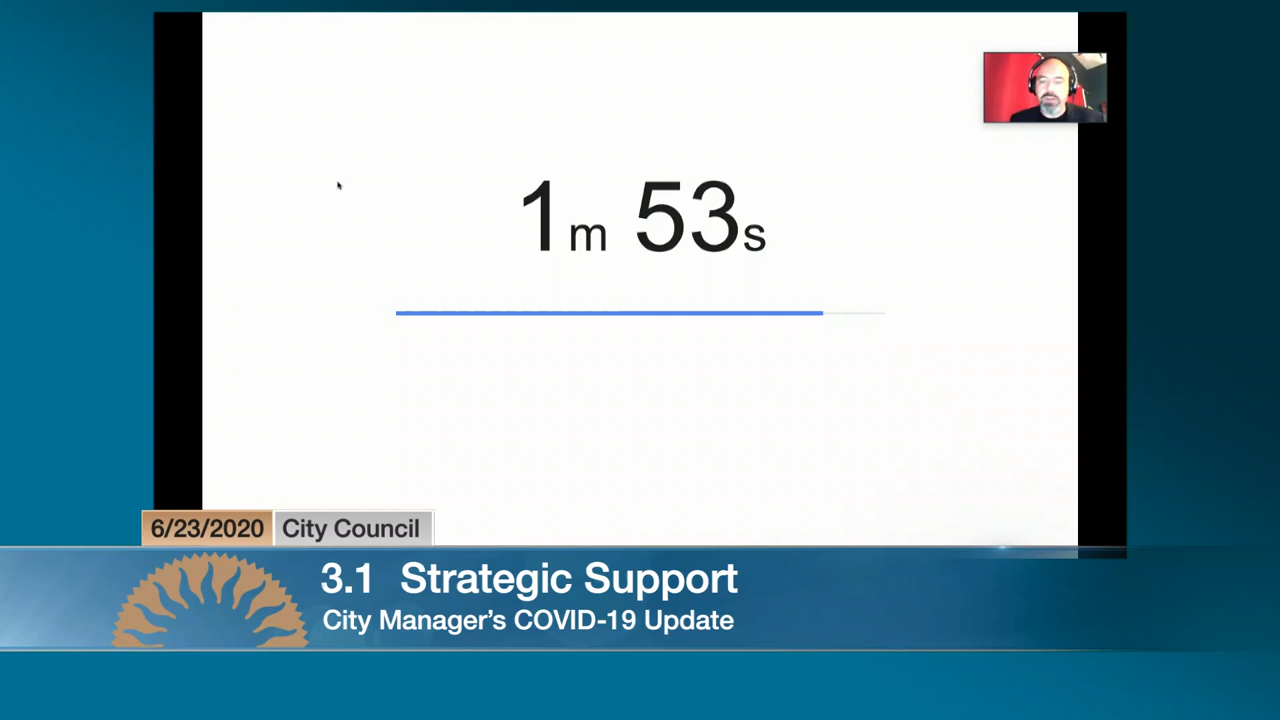 1m 53s
6/23/2020 City Council
3.1 Strategic Support
City Manager's COVID-19 Update